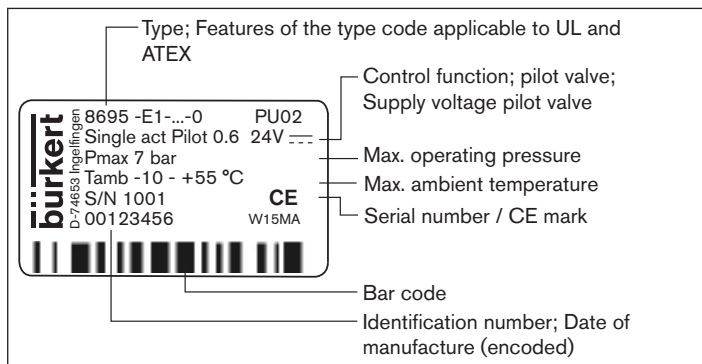 Type; Features of the type code applicable to UL and
ATEX
Control function; pilot valve;
Supply voltage pilot valve
bürkert
D-74653 Ingelfingen
8695 -E1-...-0 PU02
Single act Pilot 0.6 24V
Pmax 7 bar
Tamb -10 - +55 °C
S/N 1001 CE
00123456 W15MA
Max. operating pressure
Max. ambient temperature
Serial number / CE mark
Bar code
Identification number; Date of
manufacture (encoded)